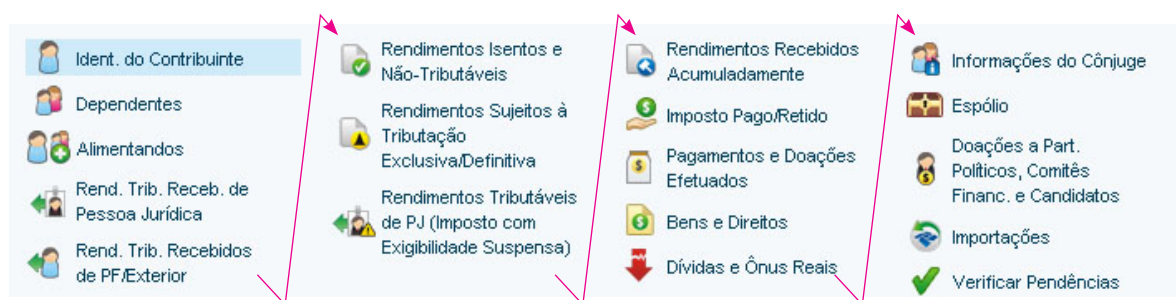 Ident. do Contribuinte
Dependentes
Alimentandos
Rend. Trib. Receb. de
Pessoa Jurídica
Rend. Trib. Recebidos
de PF/Exterior
Rendimentos Isentos e
Não-Tributáveis
Rendimentos Sujeitos à
Tributação
Exclusiva/Definitiva
Rendimentos Tributáveis
de PJ (Imposto com
Exigibilidade Suspensa)
Rendimentos Recebidos
Acumuladamente
Imposto Pago/Retido
Pagamentos e Doações
Efetuados
Bens e Direitos
Dívidas e Ônus Reais
Informações do Cônjuge
Espólio
Doações a Part.
Políticos, Comitês
Financ. e Candidatos
Importações
Verificar Pendências